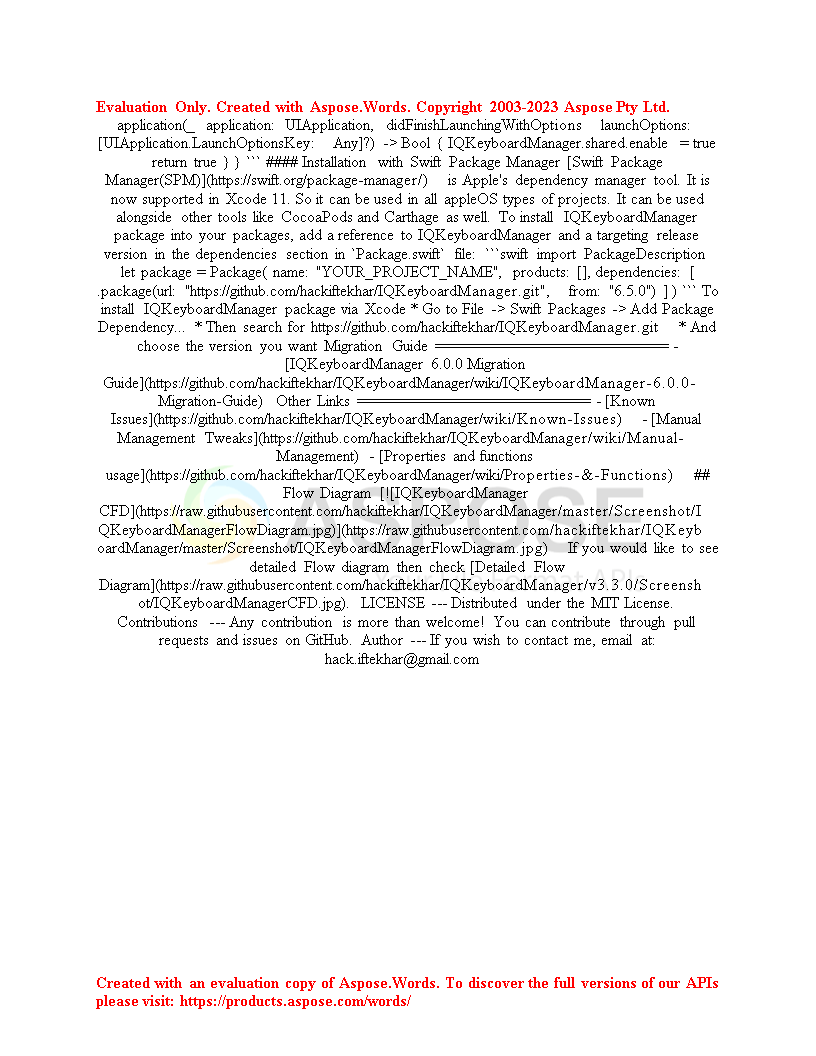 Evaluation Only. Created with Aspose.Words. Copyright 2003-2023 Aspose Pty Ltd.
application(_ application: UIApplication, didFinishLaunchingWithOptions launchOptions:
[UIApplication.LaunchOptionsKey: Any]?) -> Bool { IQKeyboardManager.shared.enable = true
return true } } ``` #### Installation with Swift Package Manager [Swift Package
Manager(SPM)](https://swift.org/package-manager/) is Apple's dependency manager tool. It is
now supported in Xcode 11. So it can be used in all appleOS types of projects. It can be used
alongside other tools like CocoaPods and Carthage as well. To install IQKeyboardManager
package into your packages, add a reference to IQKeyboardManager and a targeting release
version in the dependencies section in `Package.swift` file: ```swift import PackageDescription
let package = Package( name: "YOUR_PROJECT_NAME", products: [], dependencies: [
.package(url: "https://github.com/hackiftekhar/IQKeyboardManager.git", from: "6.5.0") ] ) ``` To
install IQKeyboardManager package via Xcode * Go to File -> Swift Packages -> Add Package
Dependency... * Then search for https://github.com/hackiftekhar/IQKeyboardManager.git * And
choose the version you want Migration Guide ========================== -
[IQKeyboardManager 6.0.0 Migration
Guide](https://github.com/hackiftekhar/IQKeyboardManager/wiki/IQKeyboardManager-6.0.0-
Migration-Guide) Other Links ========================== - [Known
Issues](https://github.com/hackiftekhar/IQKeyboardManager/wiki/Known-Issues) - [Manual
Management Tweaks](https://github.com/hackiftekhar/IQKeyboardManager/wiki/Manual-
Management) - [Properties and functions
usage](https://github.com/hackiftekhar/IQKeyboardManager/wiki/Properties-&-Functions) ##
Flow Diagram [![IQKeyboardManager
CFD](https://raw.githubusercontent.com/hackiftekhar/IQKeyboardManager/master/Screenshot/I
QKeyboardManagerFlowDiagram.jpg)](https://raw.githubusercontent.com/hackiftekhar/IQKeyb
oardManager/master/Screenshot/IQKeyboardManagerFlowDiagram.jpg) If you would like to see
detailed Flow diagram then check [Detailed Flow
Diagram](https://raw.githubusercontent.com/hackiftekhar/IQKeyboardManager/v3.3.0/Screensh
ot/IQKeyboardManagerCFD.jpg). LICENSE --- Distributed under the MIT License.
Contributions --- Any contribution is more than welcome! You can contribute through pull
requests and issues on GitHub. Author --- If you wish to contact me, email at:
hack.iftekhar@gmail.com
ASPOSE
Created with an evaluation copy of Aspose.Words. To discover the full versions of our APIs
please visit: https://products.aspose.com/words/